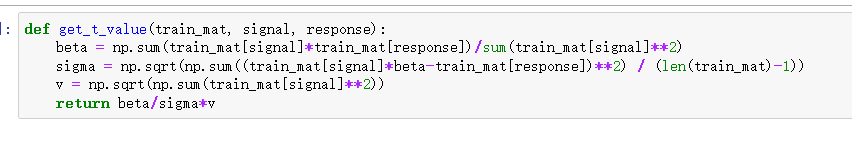 ]: def get_t_value(train_mat, signal, response):
    beta = np.sum(train_mat[signal]*train_mat[response])/sum(train_mat[signal]**2)
    sigma = np.sqrt(np.sum((train_mat[signal]*beta-train_mat[response])**2) / (len(train_mat)-1))
    v = np.sqrt(np.sum(train_mat[signal]**2))
    return beta/sigma*v